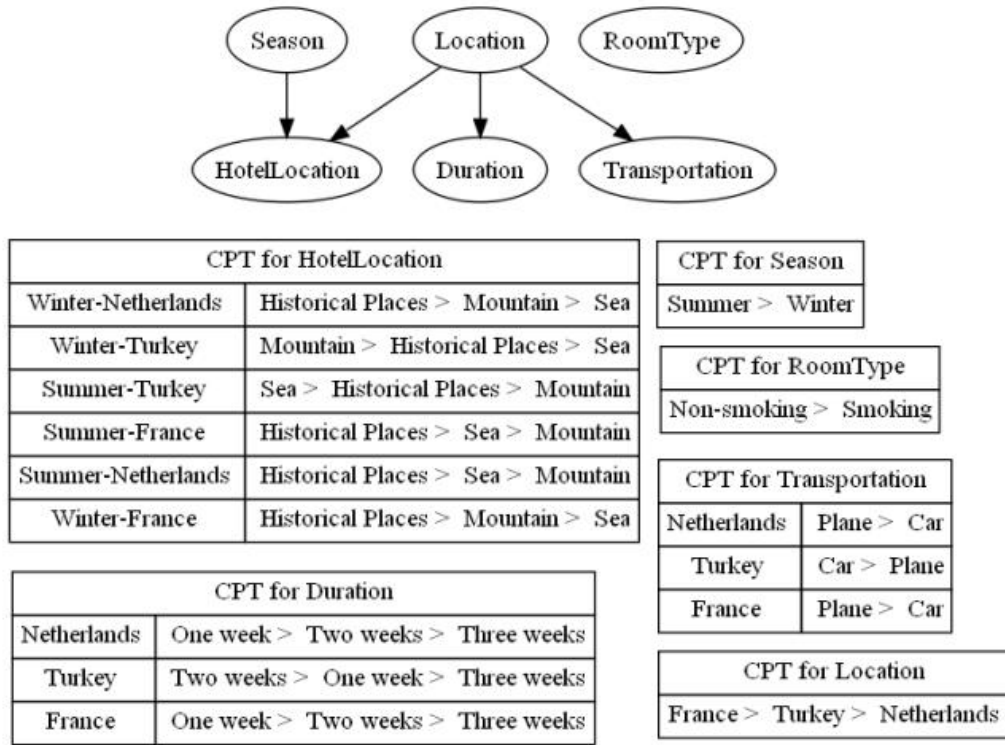 Season
Location
RoomType
HotelLocation
Duration
Transportation
CPT for HotelLocation
Winter-Netherlands Historical Places > Mountain > Sea
Winter-Turkey Mountain > Historical Places > Sea
Summer-Turkey Sea > Historical Places > Mountain
Summer-France Historical Places > Sea > Mountain
Summer-Netherlands Historical Places > Sea > Mountain
Winter-France Historical Places > Mountain > Sea
CPT for Season
Summer > Winter
CPT for RoomType
Non-smoking > Smoking
CPT for Transportation
Netherlands Plane > Car
Turkey Car > Plane
France Plane > Car
CPT for Duration
Netherlands One week > Two weeks > Three weeks
Turkey Two weeks > One week > Three weeks
France One week > Two weeks > Three weeks
CPT for Location
France > Turkey > Netherlands